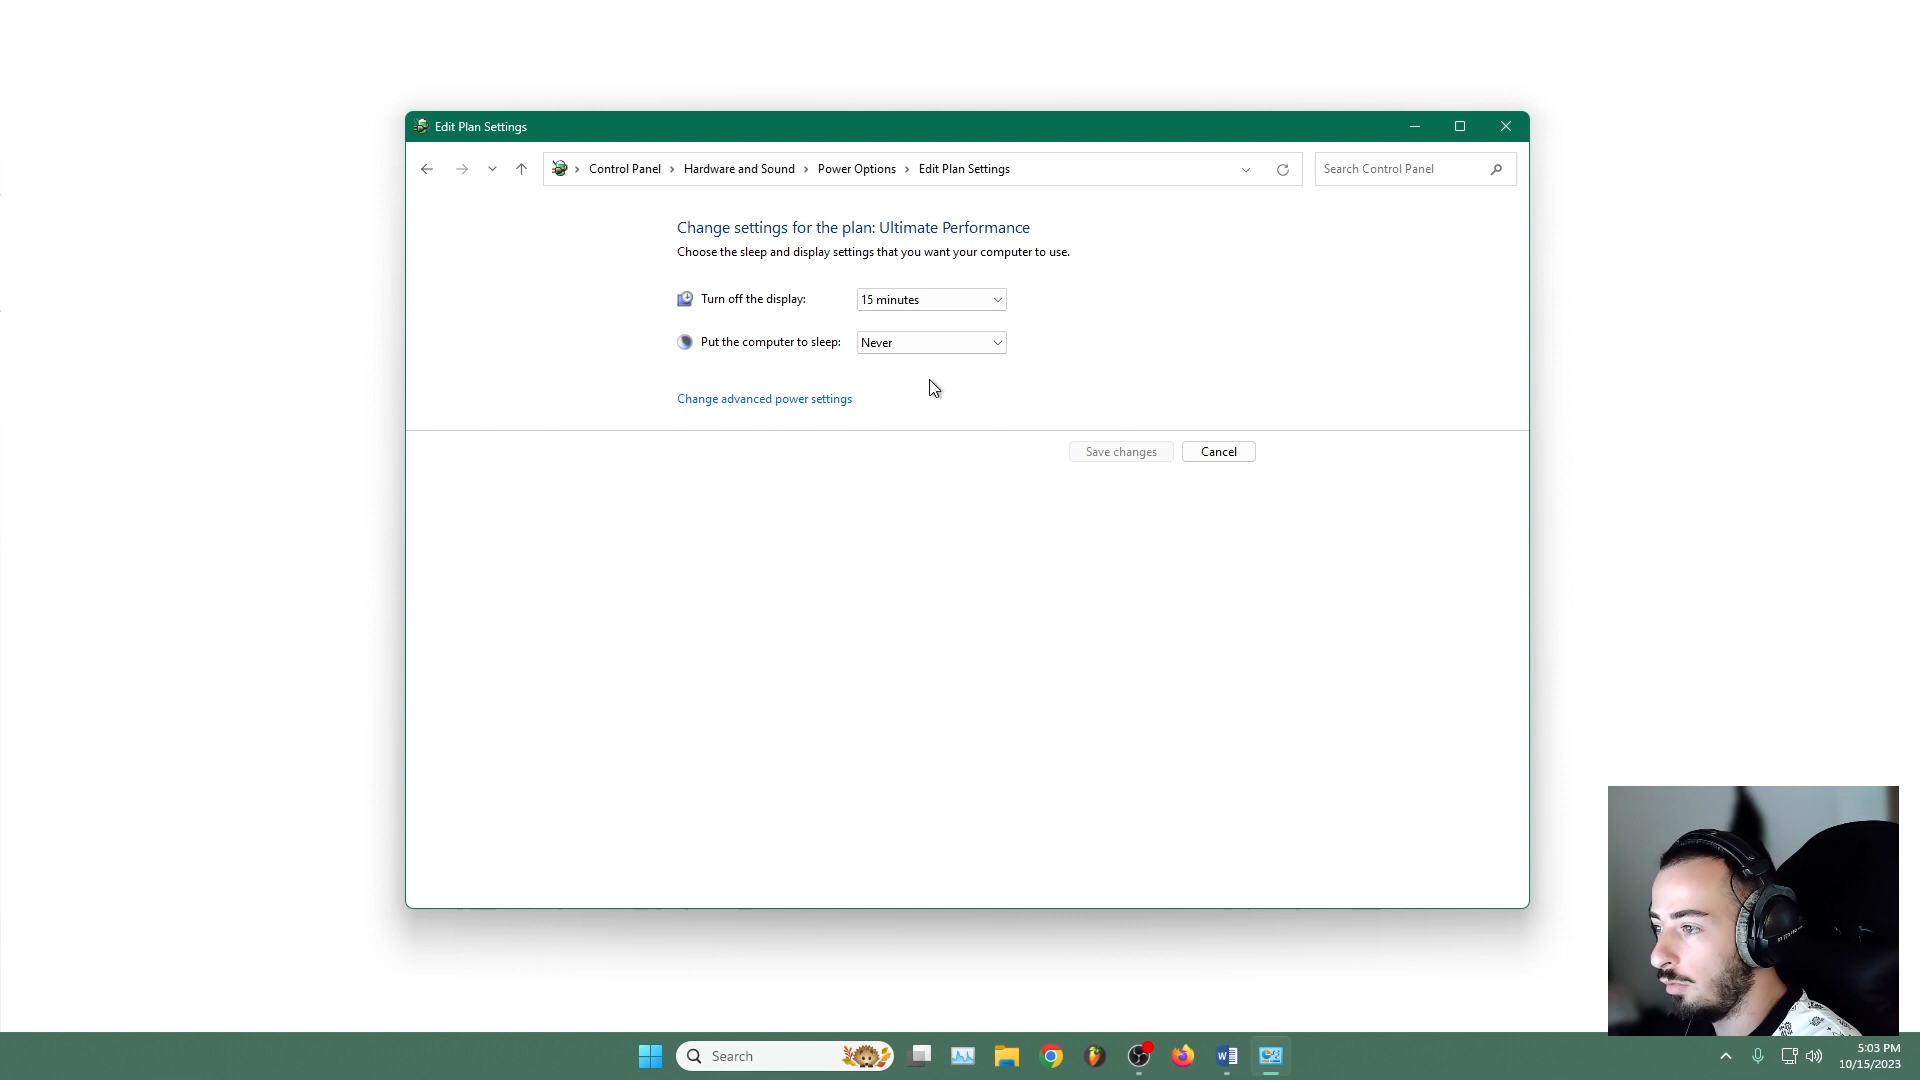 Edit Plan Settings
Control Panel > Hardware and Sound > Power Options > Edit Plan Settings
Search Control Panel
Change settings for the plan: Ultimate Performance
Choose the sleep and display settings that you want your computer to use.
Turn off the display: 15 minutes
Put the computer to sleep: Never
Change advanced power settings
Save changes Cancel
Search
5:03 PM
10/15/2023